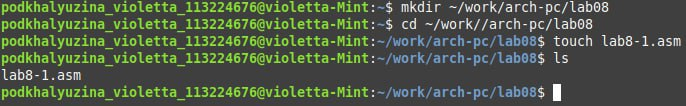 podkhalyuzina_violetta_113224676@violetta-Mint:~$ mkdir ~/work/arch-pc/lab08
podkhalyuzina_violetta_113224676@violetta-Mint:~$ cd ~/work//arch-pc/lab08
podkhalyuzina_violetta_113224676@violetta-Mint:~/work/arch-pc/lab08$ touch lab8-1.asm
podkhalyuzina_violetta_113224676@violetta-Mint:~/work/arch-pc/lab08$ ls
lab8-1.asm
podkhalyuzina_violetta_113224676@violetta-Mint:~/work/arch-pc/lab08$